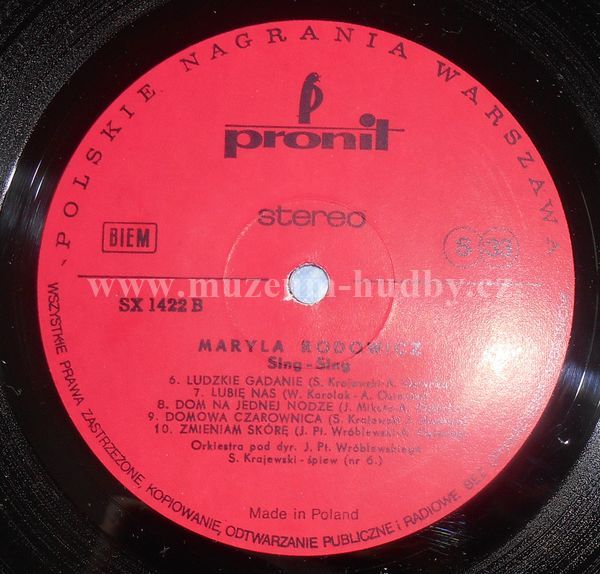 POLSKIE NAGRANIA WARSZAWA
pronit
stereo
BIEM
S 33
www.muzeum-hudby.cz
SX 1422 B
MARYLA RODOWICZ
Sing - Sing
6. LUDZKIE GADANIE (S. Krajewski-A.
7. LUBIĘ NAS (W. Korolak - A.
8. DOM NA JEDNEJ NODZE (J. Mikuła-A.
9. DOMOWA CZAROWNICA (S. Krajewski-
10. ZMIENIAM SKÓRĘ (J. Pt. Wróblewski-A.
Orkiestra pod dyr. J. Pt. Wróblewskiego
S. Krajewski - śpiew (nr 6.)
Made in Poland
WSZYSTKIE PRAWA ZASTRZEŻONE, KOPIOWANIE, ODTWARZANIE PUBLICZNE i RADIOWE BEZ